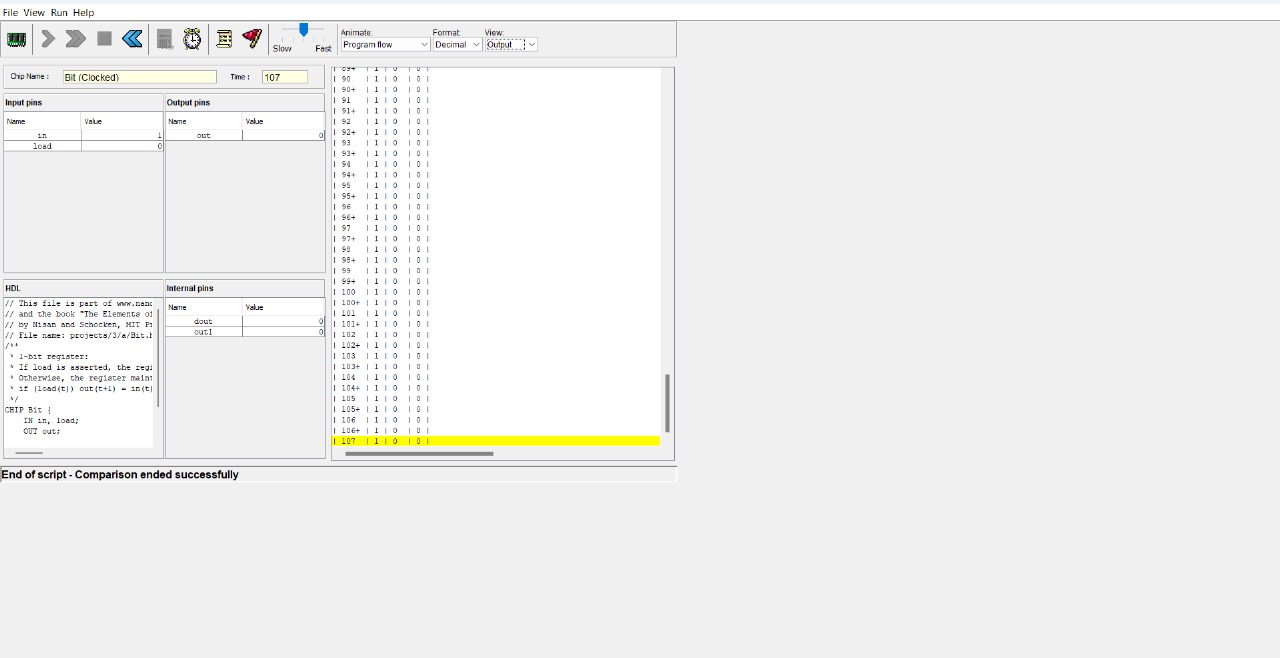 File View Run Help
Slow Fast
Animate: Format: View:
Program flow Decimal Output
Chip Name : Bit (Clocked) Time : 107
Input pins
Name Value
in 1
load 0
Output pins
Name Value
out 0
HDL
// This file is part of www.nand
// and the book "The Elements of
// by Nisan and Schocken, MIT Pr
// File name: projects/3/a/Bit.h
/**
* 1-bit register:
* If load is asserted, the regi
* Otherwise, the register maint
* if (load(t)) out(t+1) = in(t)
*/
CHIP Bit {
IN in, load;
OUT out;
Internal pins
Name Value
dout 0
out1 0
| 89+ | 1 | 0 | 0 |
| 90 | 1 | 0 | 0 |
| 90+ | 1 | 0 | 0 |
| 91 | 1 | 0 | 0 |
| 91+ | 1 | 0 | 0 |
| 92 | 1 | 0 | 0 |
| 92+ | 1 | 0 | 0 |
| 93 | 1 | 0 | 0 |
| 93+ | 1 | 0 | 0 |
| 94 | 1 | 0 | 0 |
| 94+ | 1 | 0 | 0 |
| 95 | 1 | 0 | 0 |
| 95+ | 1 | 0 | 0 |
| 96 | 1 | 0 | 0 |
| 96+ | 1 | 0 | 0 |
| 97 | 1 | 0 | 0 |
| 97+ | 1 | 0 | 0 |
| 98 | 1 | 0 | 0 |
| 98+ | 1 | 0 | 0 |
| 99 | 1 | 0 | 0 |
| 99+ | 1 | 0 | 0 |
| 100 | 1 | 0 | 0 |
| 100+ | 1 | 0 | 0 |
| 101 | 1 | 0 | 0 |
| 101+ | 1 | 0 | 0 |
| 102 | 1 | 0 | 0 |
| 102+ | 1 | 0 | 0 |
| 103 | 1 | 0 | 0 |
| 103+ | 1 | 0 | 0 |
| 104 | 1 | 0 | 0 |
| 104+ | 1 | 0 | 0 |
| 105 | 1 | 0 | 0 |
| 105+ | 1 | 0 | 0 |
| 106 | 1 | 0 | 0 |
| 106+ | 1 | 0 | 0 |
| 107 | 1 | 0 | 0 |
End of script - Comparison ended successfully